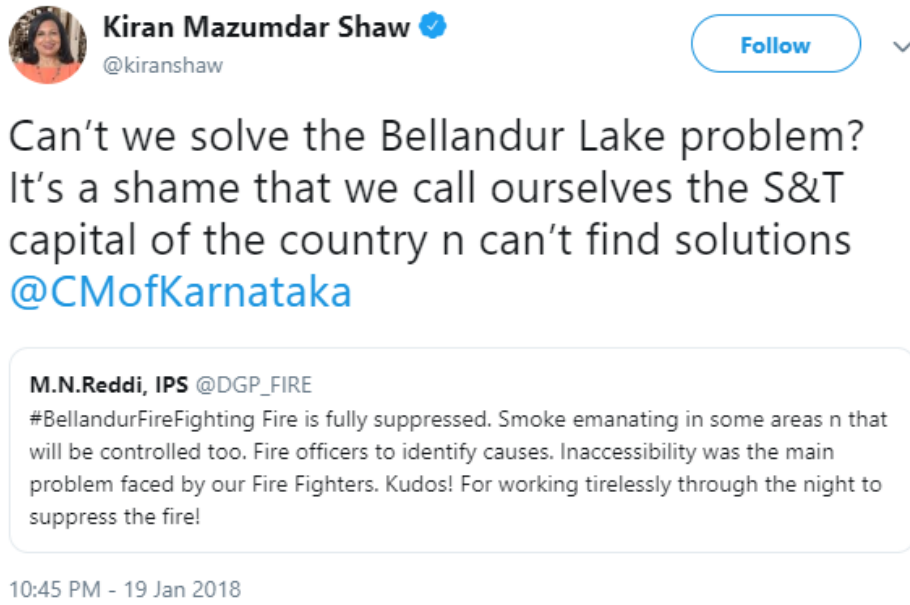 Kiran Mazumdar Shaw
@kiranshaw
Follow
Can't we solve the Bellandur Lake problem?
It's a shame that we call ourselves the S&T
capital of the country n can't find solutions
@CMofKarnataka
M.N.Reddi, IPS @DGP_FIRE
#BellandurFireFighting Fire is fully suppressed. Smoke emanating in some areas n that
will be controlled too. Fire officers to identify causes. Inaccessibility was the main
problem faced by our Fire Fighters. Kudos! For working tirelessly through the night to
suppress the fire!
10:45 PM - 19 Jan 2018